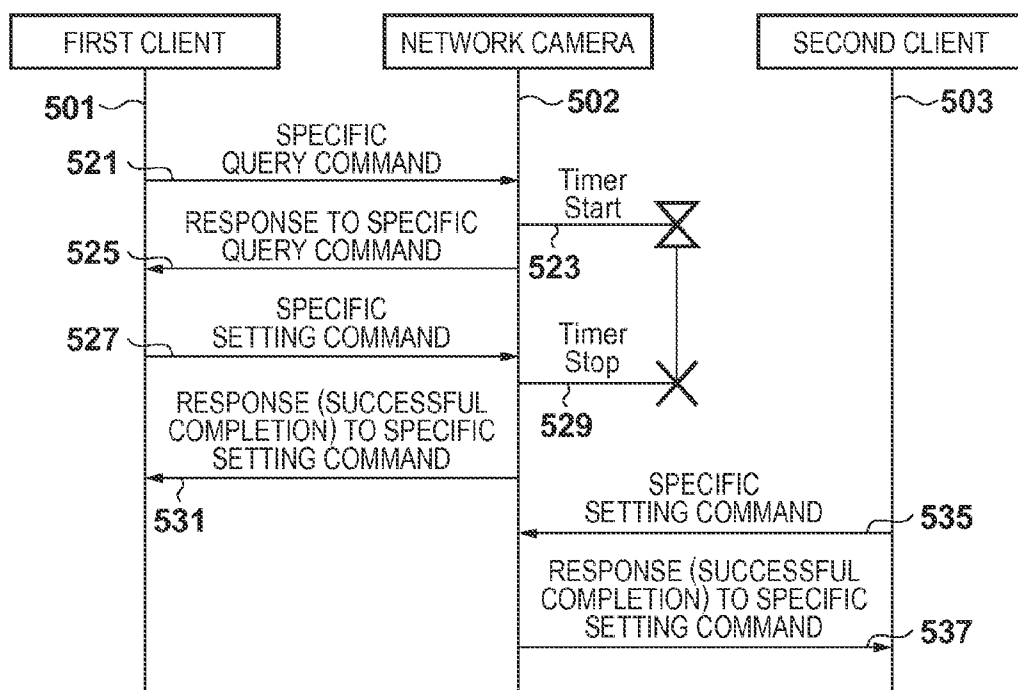 FIRST CLIENT
NETWORK CAMERA
SECOND CLIENT
501
502
503
SPECIFIC
QUERY COMMAND
521
Timer
Start
523
RESPONSE TO SPECIFIC
QUERY COMMAND
525
SPECIFIC
SETTING COMMAND
527
Timer
Stop
529
RESPONSE (SUCCESSFUL
COMPLETION) TO SPECIFIC
SETTING COMMAND
531
SPECIFIC
SETTING COMMAND
535
RESPONSE (SUCCESSFUL
COMPLETION) TO SPECIFIC
SETTING COMMAND
537